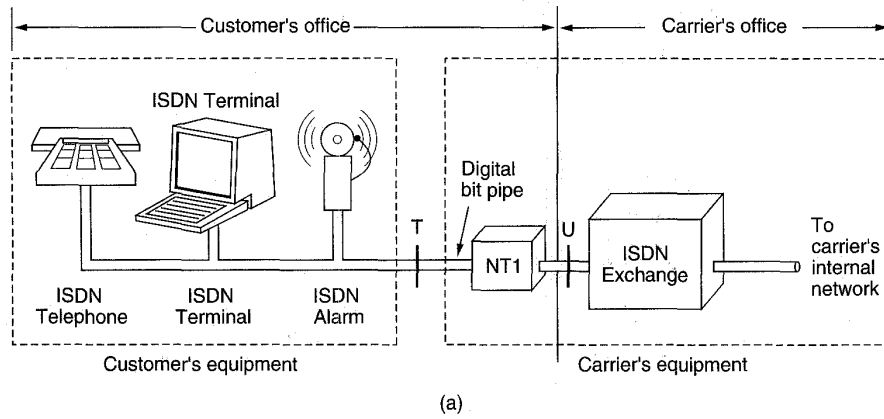 Customer's office
Carrier's office
ISDN Terminal
Digital
bit pipe
T
U
NT1
ISDN
Exchange
To
carrier's
internal
network
ISDN
Telephone
ISDN
Terminal
ISDN
Alarm
Customer's equipment
Carrier's equipment
(a)